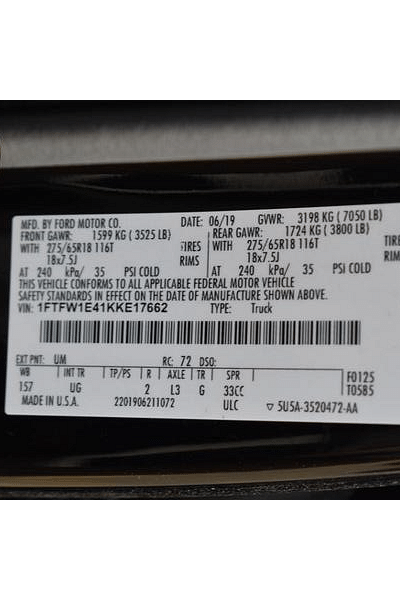 MFD. BY FORD MOTOR CO. DATE: 06/19 GVWR: 3198 KG ( 7050 LB)
FRONT GAWR: 1599 KG ( 3525 LB) REAR GAWR: 1724 KG ( 3800 LB)
WITH 275/65R18 116T TIRES WITH 275/65R18 116T TIRE
18x7.5J RIMS 18x7.5J RIMS
AT 240 kPa/ 35 PSI COLD AT 240 kPa/ 35 PSi COLD
THIS VEHICLE CONFORMS TO ALL APPLICABLE FEDERAL MOTOR VEHICLE
SAFETY AND THEFT PREVENTION STANDARDS IN EFFECT ON THE DATE OF MANUFACTURE SHOWN ABOVE.
VIN: 1FTFW1E41KKE17662 TYPE: Truck
EXT PNT: UM RC: 72 DSO:
WB INT TR TP/PS R AXLE TR SPR F0125
157 UG 2 L3 G 33CC T0585
MADE IN U.S.A. 2201906211072 ULC ▽ 5U5A-3520472-AA